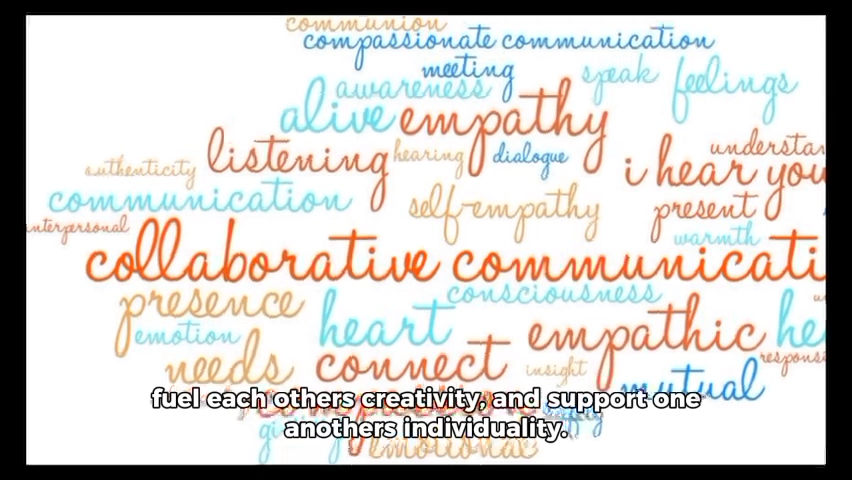 communion
compassionate communication
meeting speak feelings
awareness
alive empathy
listening hearing dialogue i hear you
authenticity
communication self-empathy present
interpersonal
warmth
collaborative communicati
presence consciousness
emotion heart empathic
needs connect insight
mutual
fuel each others creativity, and support one
anothers individuality.
emotional